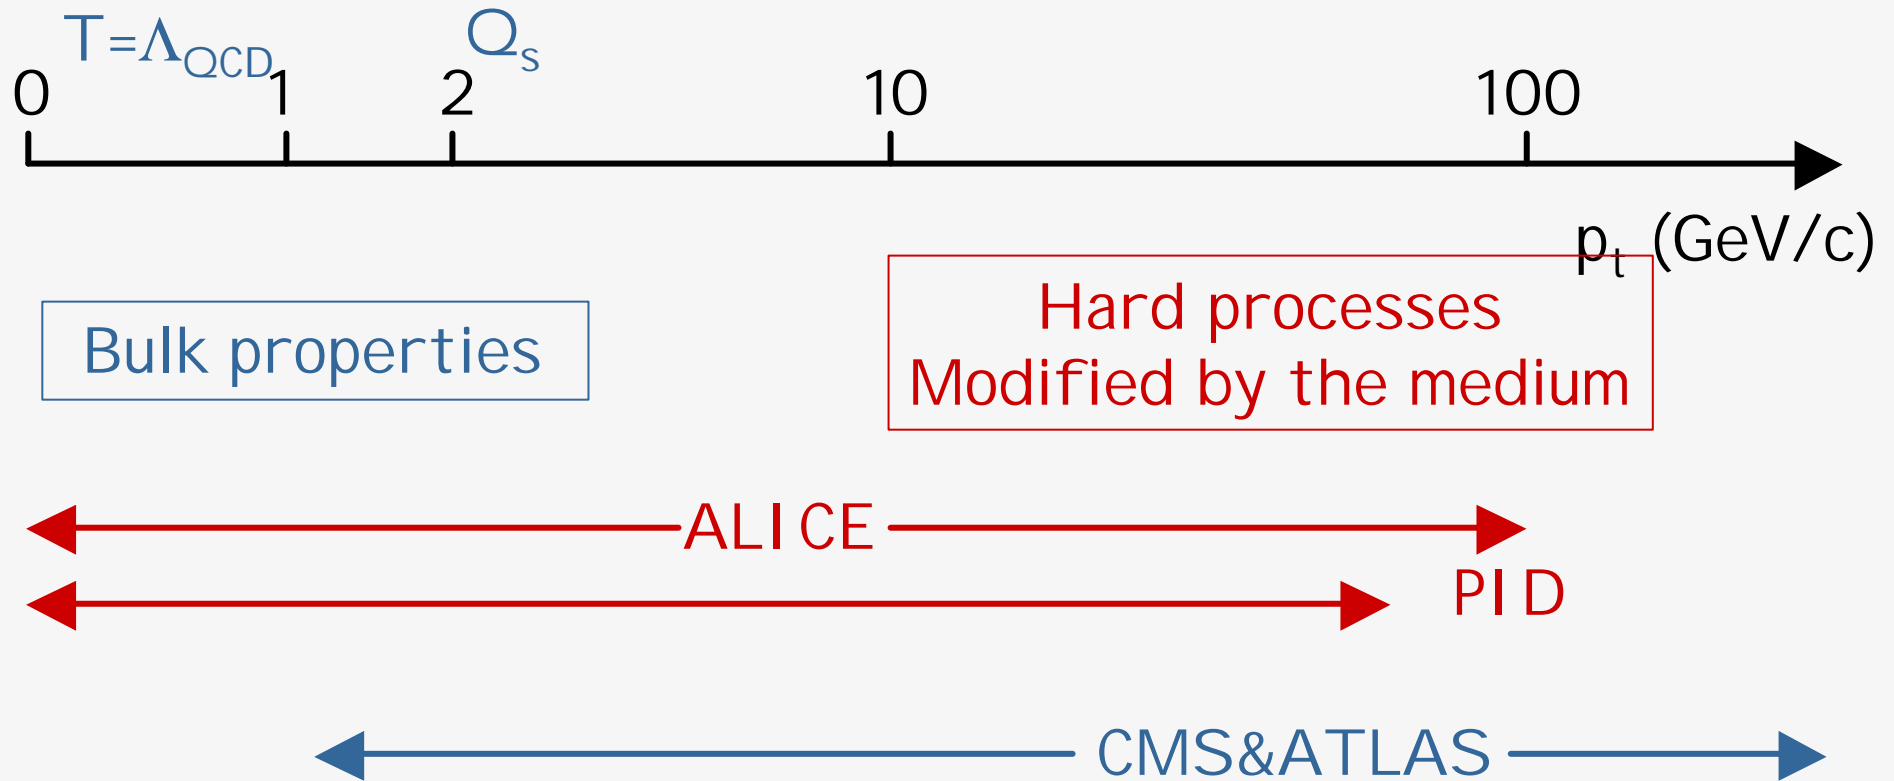 T=Λ_QCD Q_s
0 1 2 10 100
p_t (GeV/c)
Bulk properties
Hard processes
Modified by the medium
ALICE
PID
CMS&ATLAS